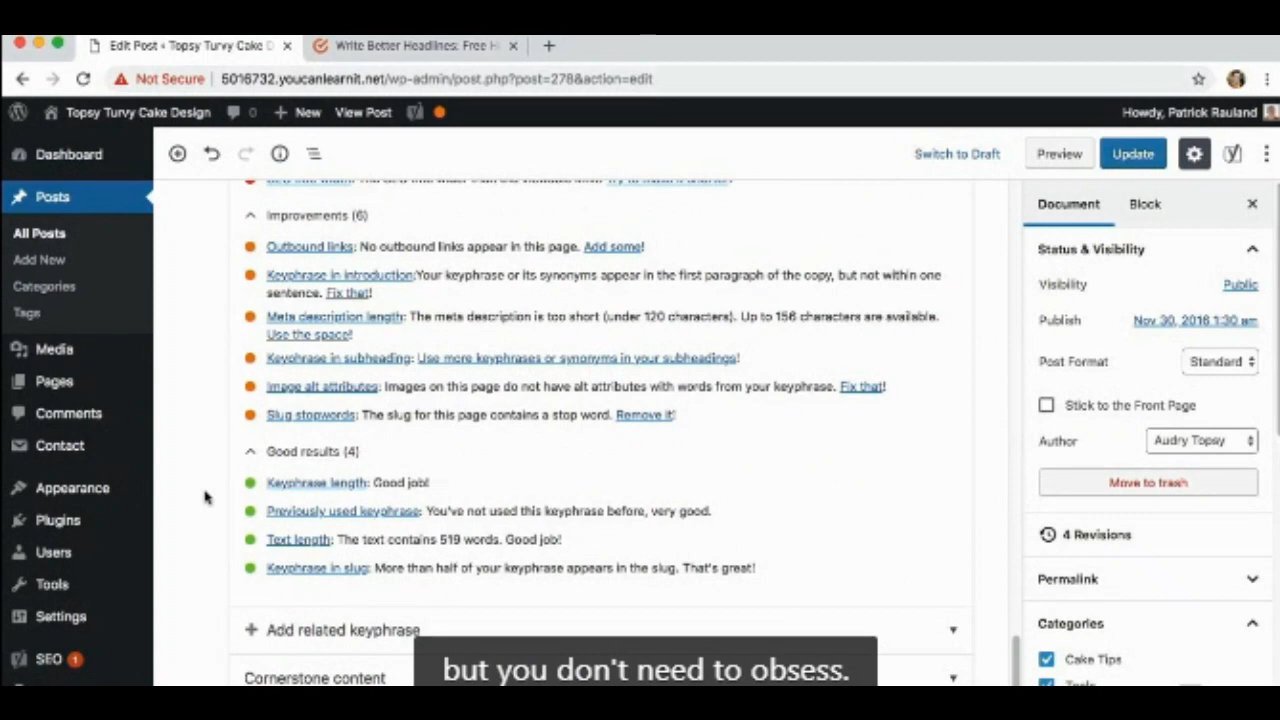 Edit Post ‹ Topsy Turvy Cake D
Write Better Headlines: Free H
Not Secure
5016732.youcanlearnit.net/wp-admin/post.php?post=278&action=edit
Topsy Turvy Cake Design
0
New
View Post
Howdy, Patrick Rauland
Switch to Draft
Preview
Update
Dashboard
Posts
All Posts
Add New
Categories
Tags
Media
Pages
Comments
Contact
Appearance
Plugins
Users
Tools
Settings
SEO 1
Improvements (6)
Outbound links: No outbound links appear in this page. Add some!
Keyphrase in introduction:Your keyphrase or its synonyms appear in the first paragraph of the copy, but not within one
sentence. Fix that!
Meta description length: The meta description is too short (under 120 characters). Up to 156 characters are available.
Use the space!
Keyphrase in subheading: Use more keyphrases or synonyms in your subheadings!
Image alt attributes: Images on this page do not have alt attributes with words from your keyphrase. Fix that!
Slug stopwords: The slug for this page contains a stop word. Remove it!
Good results (4)
Keyphrase length: Good job!
Previously used keyphrase: You've not used this keyphrase before, very good.
Text length: The text contains 519 words. Good job!
Keyphrase in slug: More than half of your keyphrase appears in the slug. That's great!
Add related keyphrase
Cornerstone content
Document
Block
Status & Visibility
Visibility
Public
Publish
Nov 30, 2016 1:30 am
Post Format
Standard
Stick to the Front Page
Author
Audry Topsy
Move to trash
4 Revisions
Permalink
Categories
Cake Tips
but you don't need to obsess.